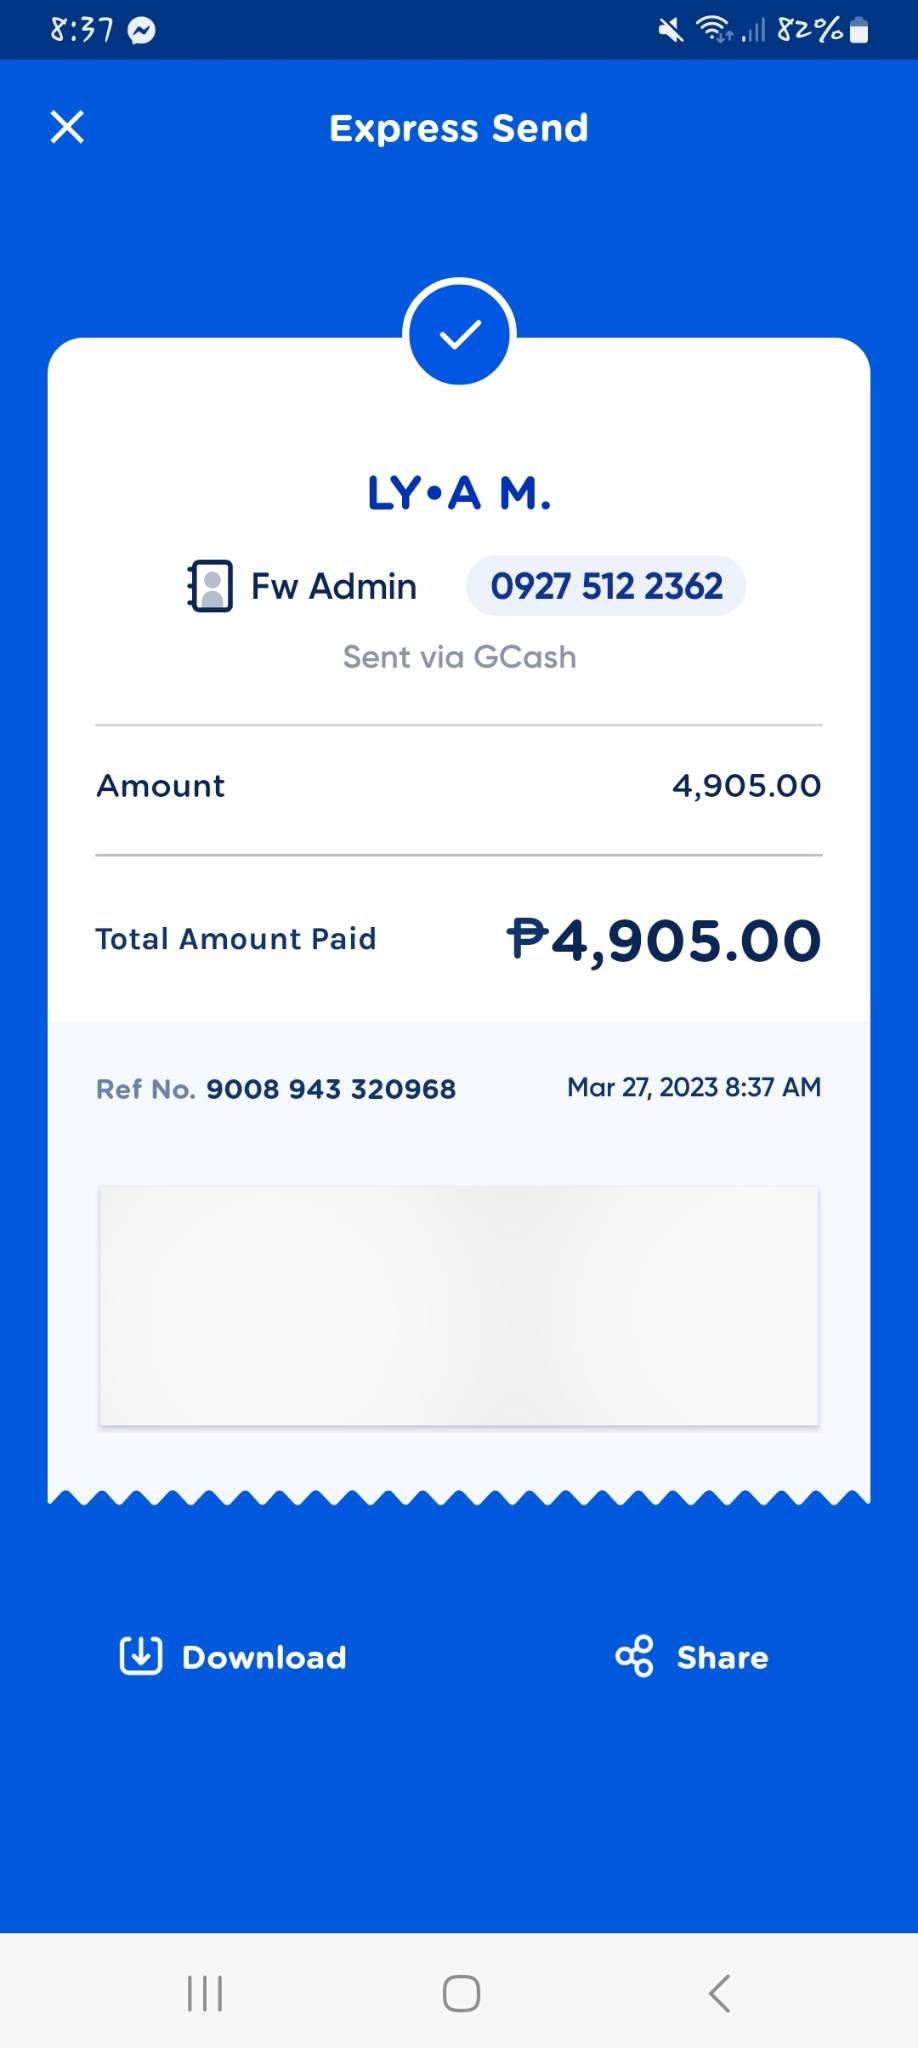 8:37 82%
Express Send
LY•A M.
Fw Admin 0927 512 2362
Sent via GCash
Amount 4,905.00
Total Amount Paid ₱4,905.00
Ref No. 9008 943 320968 Mar 27, 2023 8:37 AM
Download Share